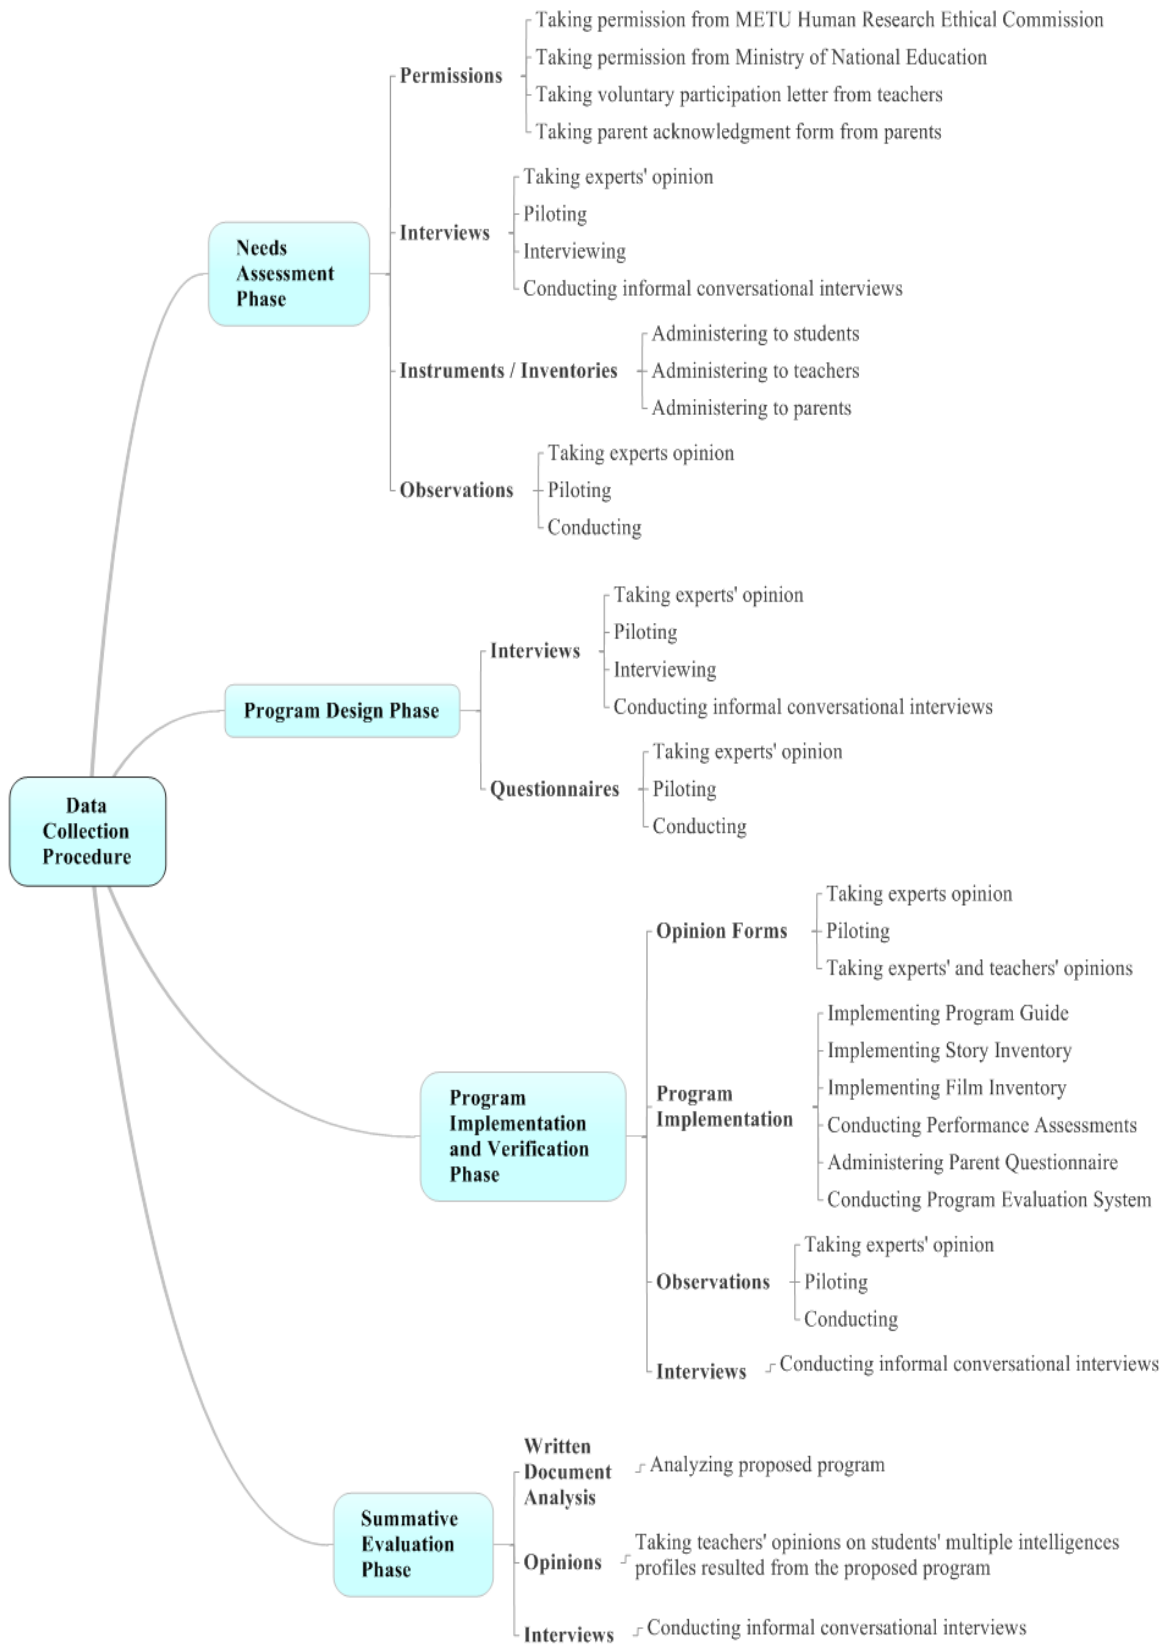 Data
Collection
Procedure
Needs
Assessment
Phase
Permissions
Taking permission from METU Human Research Ethical Commission
Taking permission from Ministry of National Education
Taking voluntary participation letter from teachers
Taking parent acknowledgment form from parents
Interviews
Taking experts' opinion
Piloting
Interviewing
Conducting informal conversational interviews
Instruments / Inventories
Administering to students
Administering to teachers
Administering to parents
Observations
Taking experts opinion
Piloting
Conducting
Program Design Phase
Interviews
Taking experts' opinion
Piloting
Interviewing
Conducting informal conversational interviews
Questionnaires
Taking experts' opinion
Piloting
Conducting
Program
Implementation
and Verification
Phase
Opinion Forms
Taking experts opinion
Piloting
Taking experts' and teachers' opinions
Program
Implementation
Implementing Program Guide
Implementing Story Inventory
Implementing Film Inventory
Conducting Performance Assessments
Administering Parent Questionnaire
Conducting Program Evaluation System
Observations
Taking experts' opinion
Piloting
Conducting
Interviews
Conducting informal conversational interviews
Summative
Evaluation
Phase
Written
Document
Analysis
Analyzing proposed program
Opinions
Taking teachers' opinions on students' multiple intelligences
profiles resulted from the proposed program
Interviews
Conducting informal conversational interviews